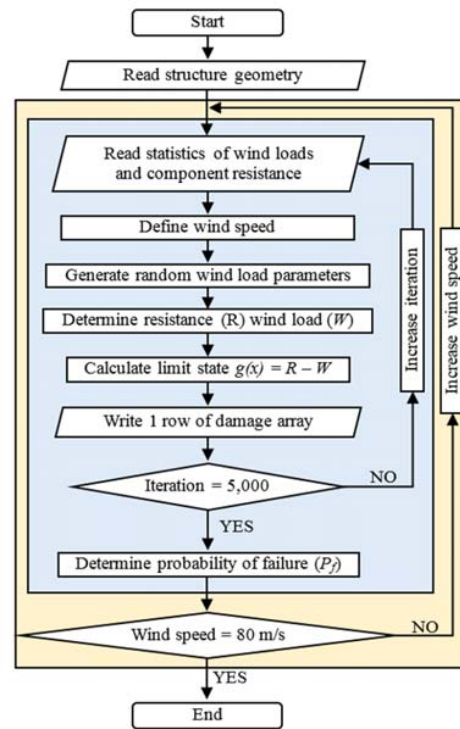 Start
Read structure geometry
Read statistics of wind loads
and component resistance
Define wind speed
Generate random wind load parameters
Determine resistance (R) wind load (W)
Calculate limit state g(x) = R – W
Write 1 row of damage array
Iteration = 5,000
NO
YES
Increase iteration
Increase wind speed
Determine probability of failure (Pf)
Wind speed = 80 m/s
NO
YES
End